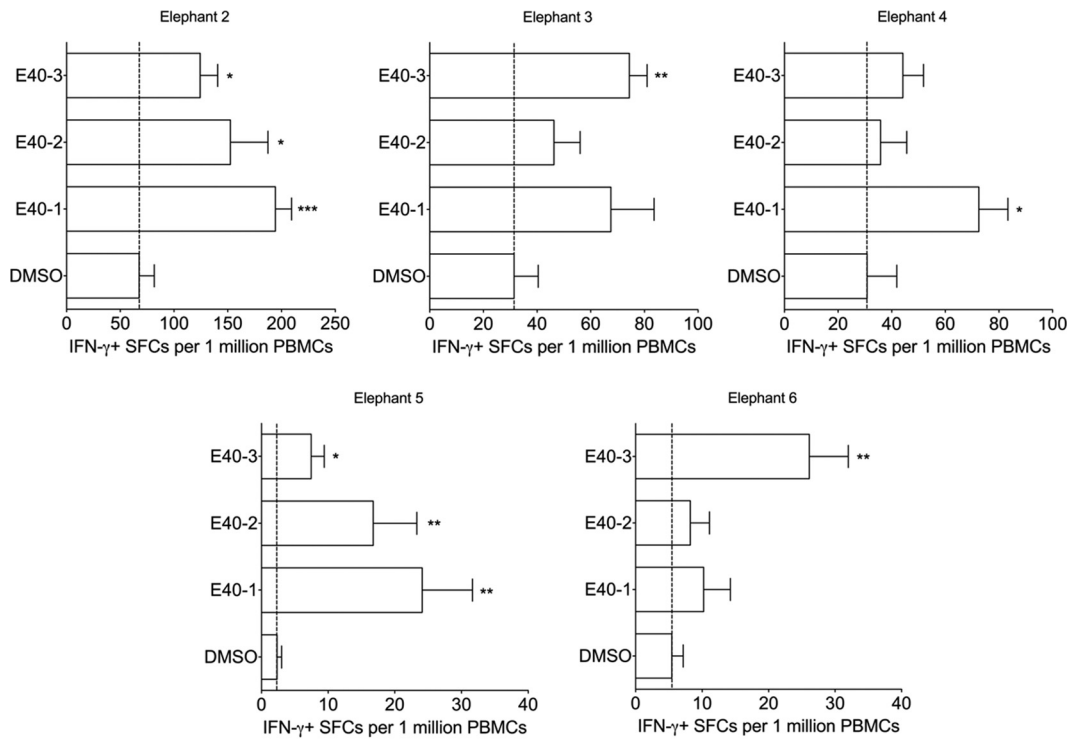 Elephant 2
E40-3
*
E40-2
*
E40-1
***
DMSO
0 50 100 150 200 250
IFN-γ+ SFCs per 1 million PBMCs
Elephant 3
E40-3
**
E40-2
E40-1
DMSO
0 20 40 60 80 100
IFN-γ+ SFCs per 1 million PBMCs
Elephant 4
E40-3
E40-2
E40-1
*
DMSO
0 20 40 60 80 100
IFN-γ+ SFCs per 1 million PBMCs
Elephant 5
E40-3
*
E40-2
**
E40-1
**
DMSO
0 10 20 30 40
IFN-γ+ SFCs per 1 million PBMCs
Elephant 6
E40-3
**
E40-2
E40-1
DMSO
0 10 20 30 40
IFN-γ+ SFCs per 1 million PBMCs